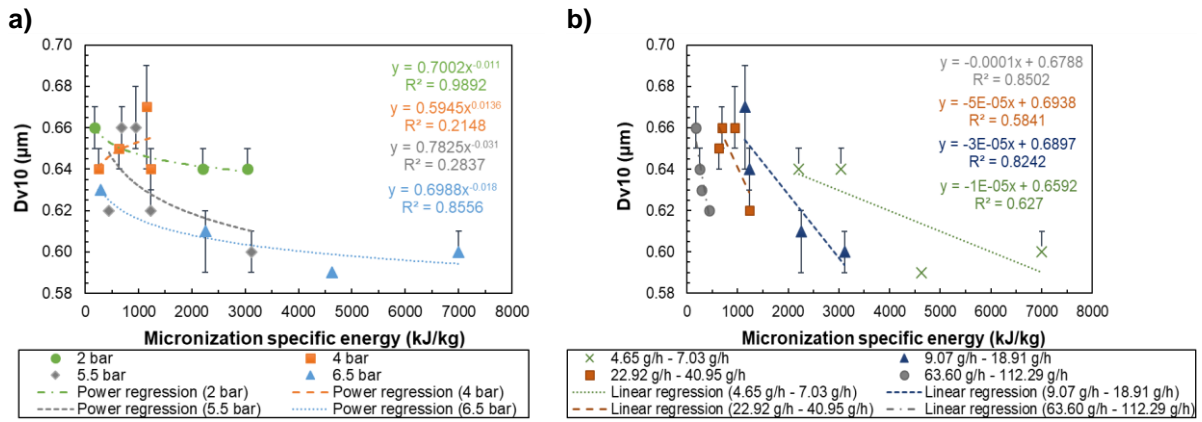 a)
0.70
0.68
0.66
0.64
0.62
0.60
0.58
Dv10 (µm)
y = 0.7002x^-0.011
R² = 0.9892
y = 0.5945x^0.0136
R² = 0.2148
y = 0.7825x^-0.031
R² = 0.2837
y = 0.6988x^-0.018
R² = 0.8556
0 1000 2000 3000 4000 5000 6000 7000 8000
Micronization specific energy (kJ/kg)
2 bar
4 bar
5.5 bar
6.5 bar
Power regression (2 bar)
Power regression (4 bar)
Power regression (5.5 bar)
Power regression (6.5 bar)
b)
0.70
0.68
0.66
0.64
0.62
0.60
0.58
Dv10 (µm)
y = -0.0001x + 0.6788
R² = 0.8502
y = -5E-05x + 0.6938
R² = 0.5841
y = -3E-05x + 0.6897
R² = 0.8242
y = -1E-05x + 0.6592
R² = 0.627
0 1000 2000 3000 4000 5000 6000 7000 8000
Micronization specific energy (kJ/kg)
4.65 g/h - 7.03 g/h
9.07 g/h - 18.91 g/h
22.92 g/h - 40.95 g/h
63.60 g/h - 112.29 g/h
Linear regression (4.65 g/h - 7.03 g/h)
Linear regression (9.07 g/h - 18.91 g/h)
Linear regression (22.92 g/h - 40.95 g/h)
Linear regression (63.60 g/h - 112.29 g/h)